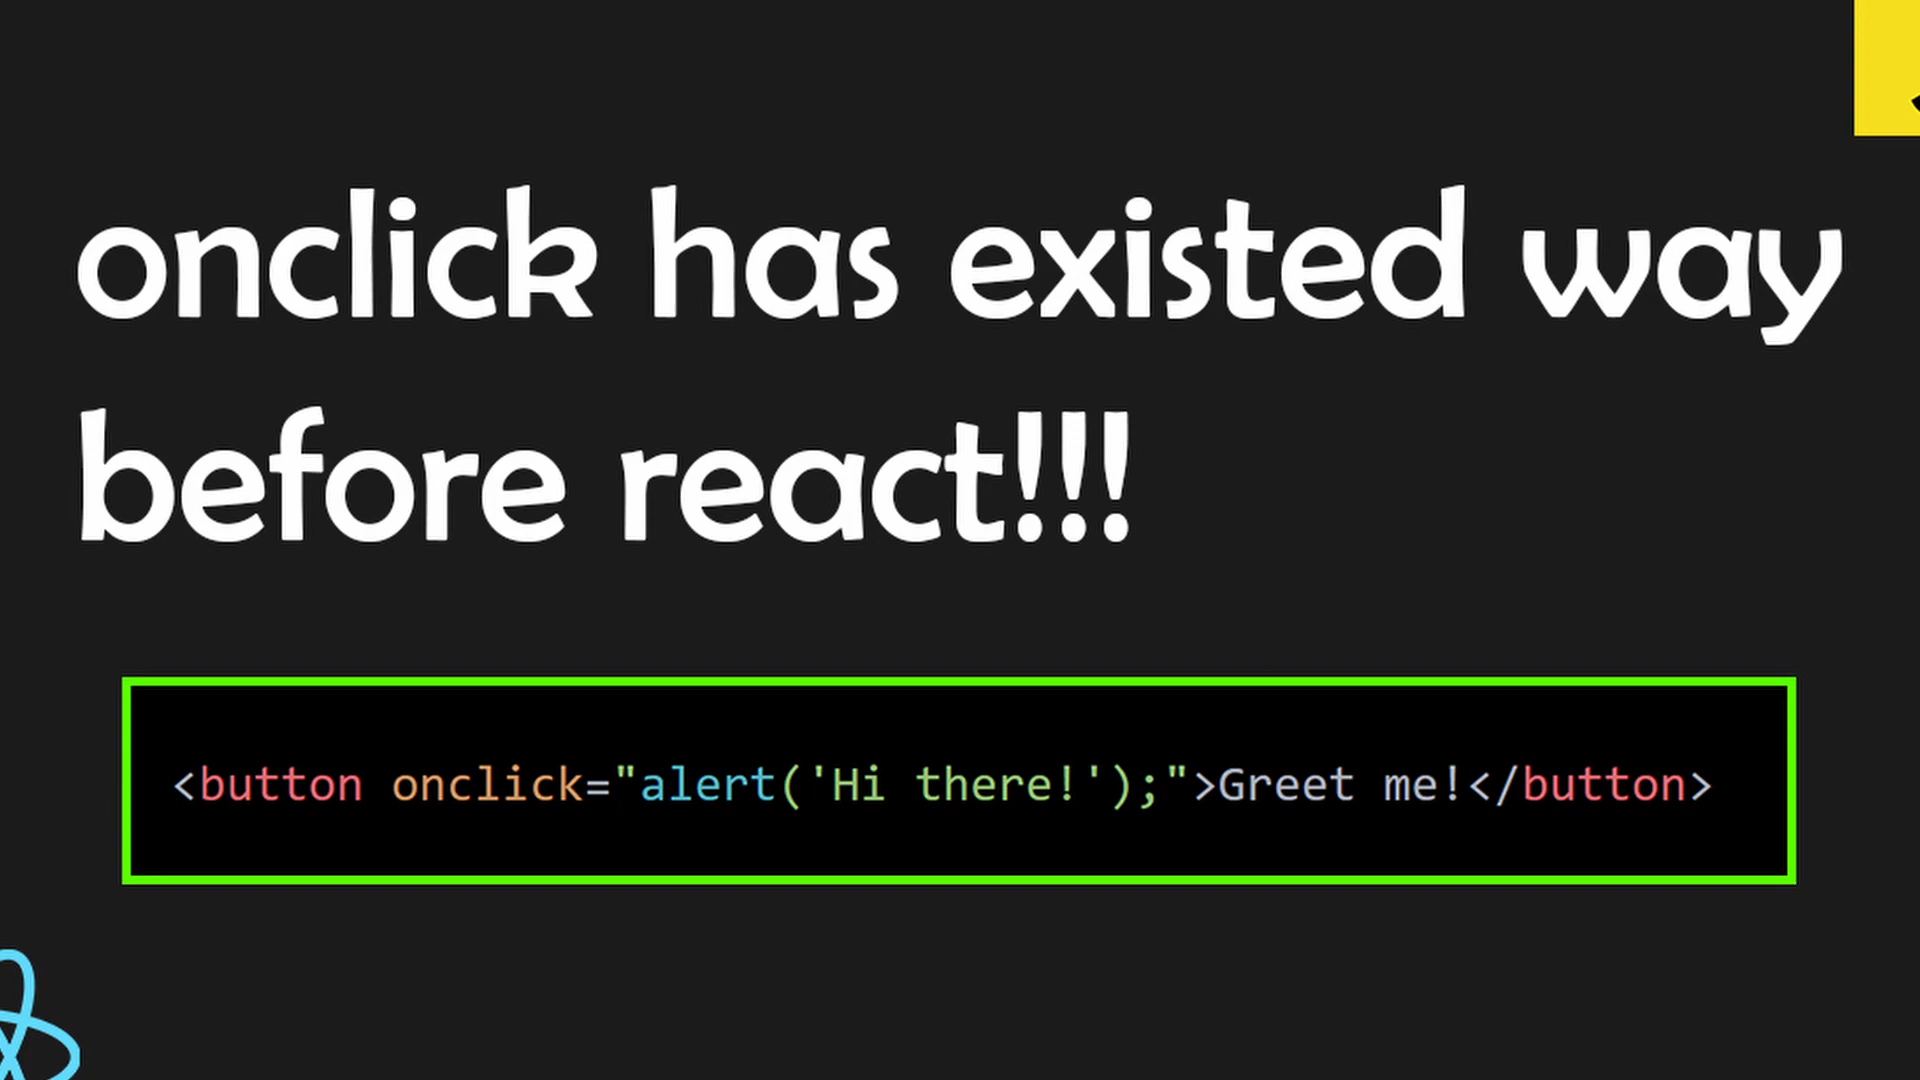 onclick has existed way
before react!!!
<button onclick="alert('Hi there!');">Greet me!</button>